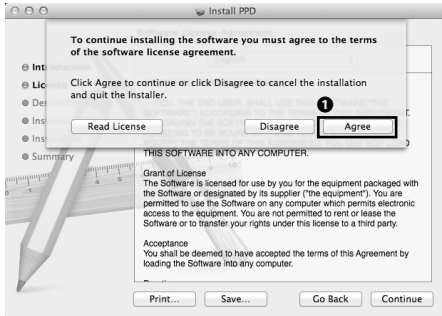 Install PPD
Software License Agreement
To continue installing the software you must agree to the terms
of the software license agreement.
English
Introduction
Click Agree to continue or click Disagree to cancel the installation
and quit the Installer.
1
Read License
Disagree
Agree
Summary
THIS SOFTWARE INTO ANY COMPUTER.
Grant of License
The Software is licensed for use by you for the equipment packaged with
the Software or designated by its supplier ("the equipment"). You are
permitted to use the Software on any computer which permits electronic
access to the equipment. You are not permitted to rent or lease the
Software or to transfer your rights under this license to a third party.
Acceptance
You shall be deemed to have accepted the terms of this Agreement by
loading the Software into any computer.
Print...
Save...
Go Back
Continue